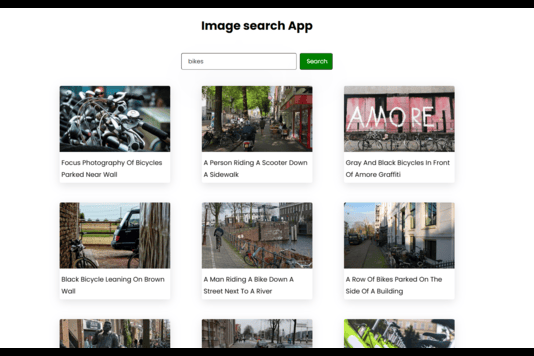 Image search App
bikes
Search
AMORE
Focus Photography Of Bicycles
Parked Near Wall
A Person Riding A Scooter Down
A Sidewalk
Gray And Black Bicycles In Front
Of Amore Graffiti
Black Bicycle Leaning On Brown
Wall
A Man Riding A Bike Down A
Street Next To A River
A Row Of Bikes Parked On The
Side Of A Building